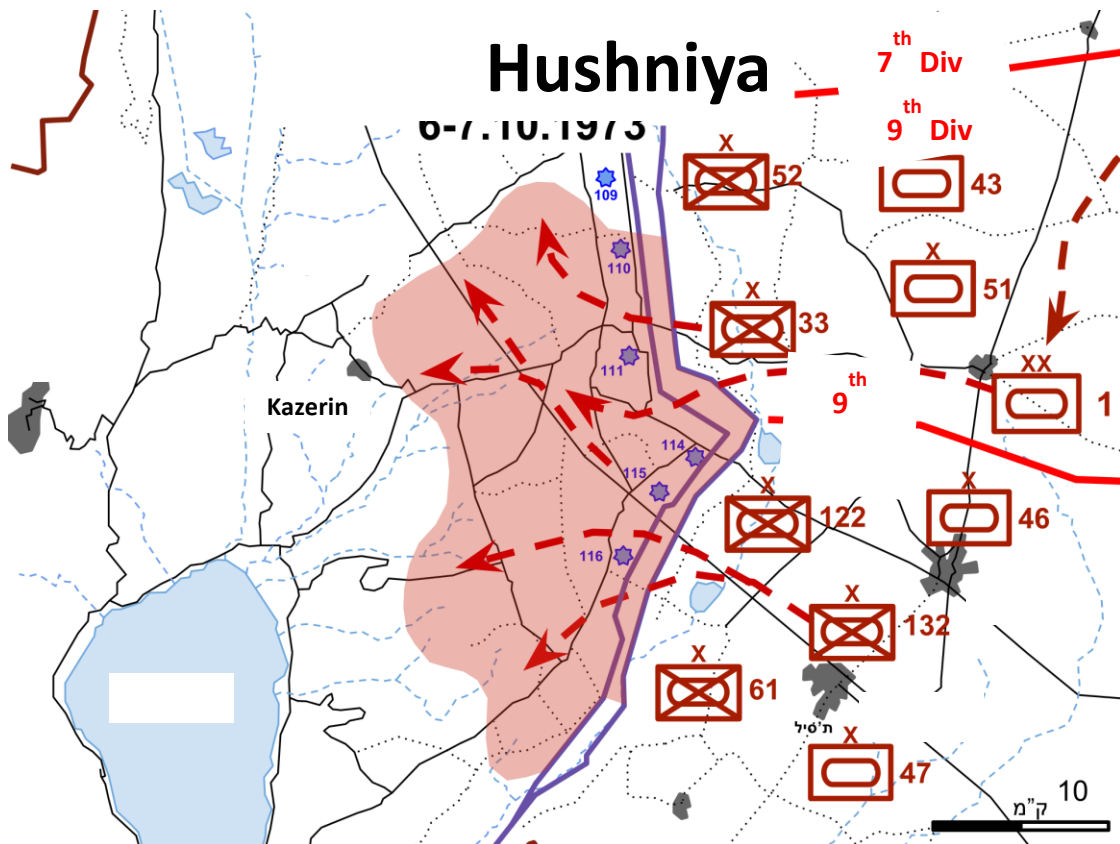 Hushniya
6-7.10.1973
7th Div
9th Div
X
52
43
109
110
X
51
X
33
111
XX
1
9th
Kazerin
114
115
X
122
X
46
116
X
132
X
61
ת'סיל
X
47
10
ק"מ